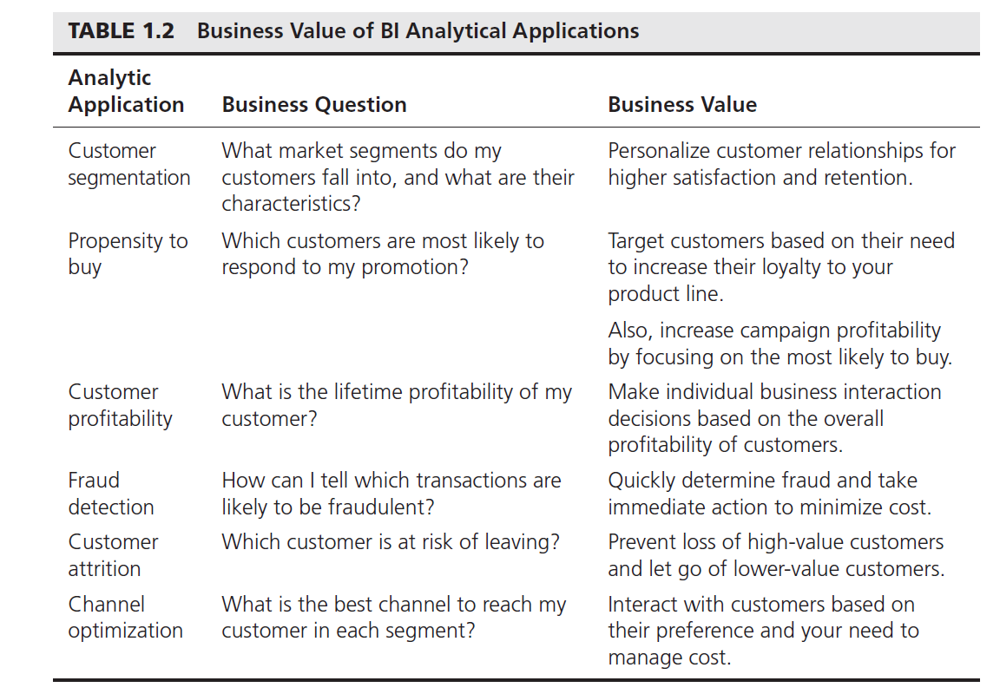 TABLE 1.2 Business Value of BI Analytical Applications
Analytic
Application
Business Question
Business Value
Customer
segmentation
What market segments do my
customers fall into, and what are their
characteristics?
Personalize customer relationships for
higher satisfaction and retention.
Propensity to
buy
Which customers are most likely to
respond to my promotion?
Target customers based on their need
to increase their loyalty to your
product line.
Also, increase campaign profitability
by focusing on the most likely to buy.
Customer
profitability
What is the lifetime profitability of my
customer?
Make individual business interaction
decisions based on the overall
profitability of customers.
Fraud
detection
How can I tell which transactions are
likely to be fraudulent?
Quickly determine fraud and take
immediate action to minimize cost.
Customer
attrition
Which customer is at risk of leaving?
Prevent loss of high-value customers
and let go of lower-value customers.
Channel
optimization
What is the best channel to reach my
customer in each segment?
Interact with customers based on
their preference and your need to
manage cost.